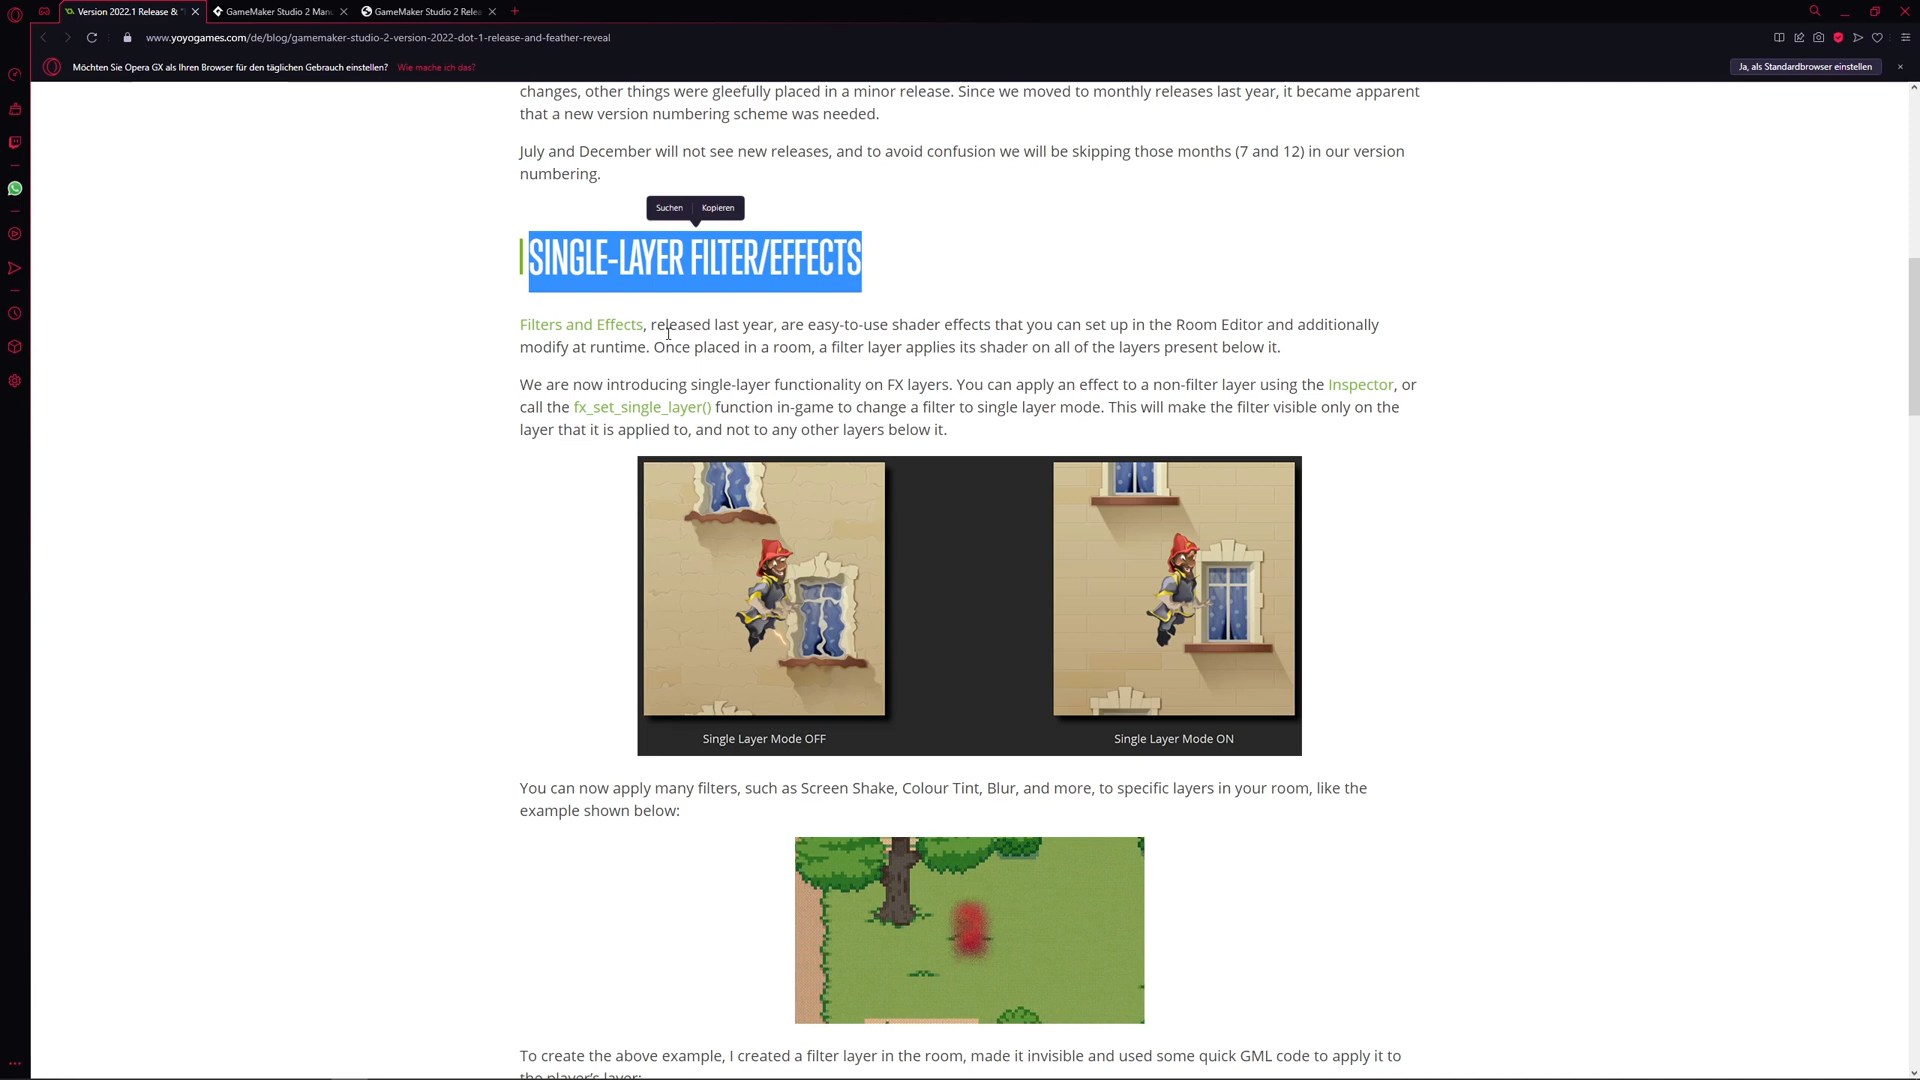 Version 2022.1 Release &
GameMaker Studio 2 Manu
GameMaker Studio 2 Relea
www.yoyogames.com/de/blog/gamemaker-studio-2-version-2022-dot-1-release-and-feather-reveal
Möchten Sie Opera GX als Ihren Browser für den täglichen Gebrauch einstellen? Wie mache ich das?
Ja, als Standardbrowser einstellen
changes, other things were gleefully placed in a minor release. Since we moved to monthly releases last year, it became apparent
that a new version numbering scheme was needed.
July and December will not see new releases, and to avoid confusion we will be skipping those months (7 and 12) in our version
numbering.
Suchen Kopieren
SINGLE-LAYER FILTER/EFFECTS
Filters and Effects, released last year, are easy-to-use shader effects that you can set up in the Room Editor and additionally
modify at runtime. Once placed in a room, a filter layer applies its shader on all of the layers present below it.
We are now introducing single-layer functionality on FX layers. You can apply an effect to a non-filter layer using the Inspector, or
call the fx_set_single_layer() function in-game to change a filter to single layer mode. This will make the filter visible only on the
layer that it is applied to, and not to any other layers below it.
Single Layer Mode OFF
Single Layer Mode ON
You can now apply many filters, such as Screen Shake, Colour Tint, Blur, and more, to specific layers in your room, like the
example shown below:
To create the above example, I created a filter layer in the room, made it invisible and used some quick GML code to apply it to
the player's layer: